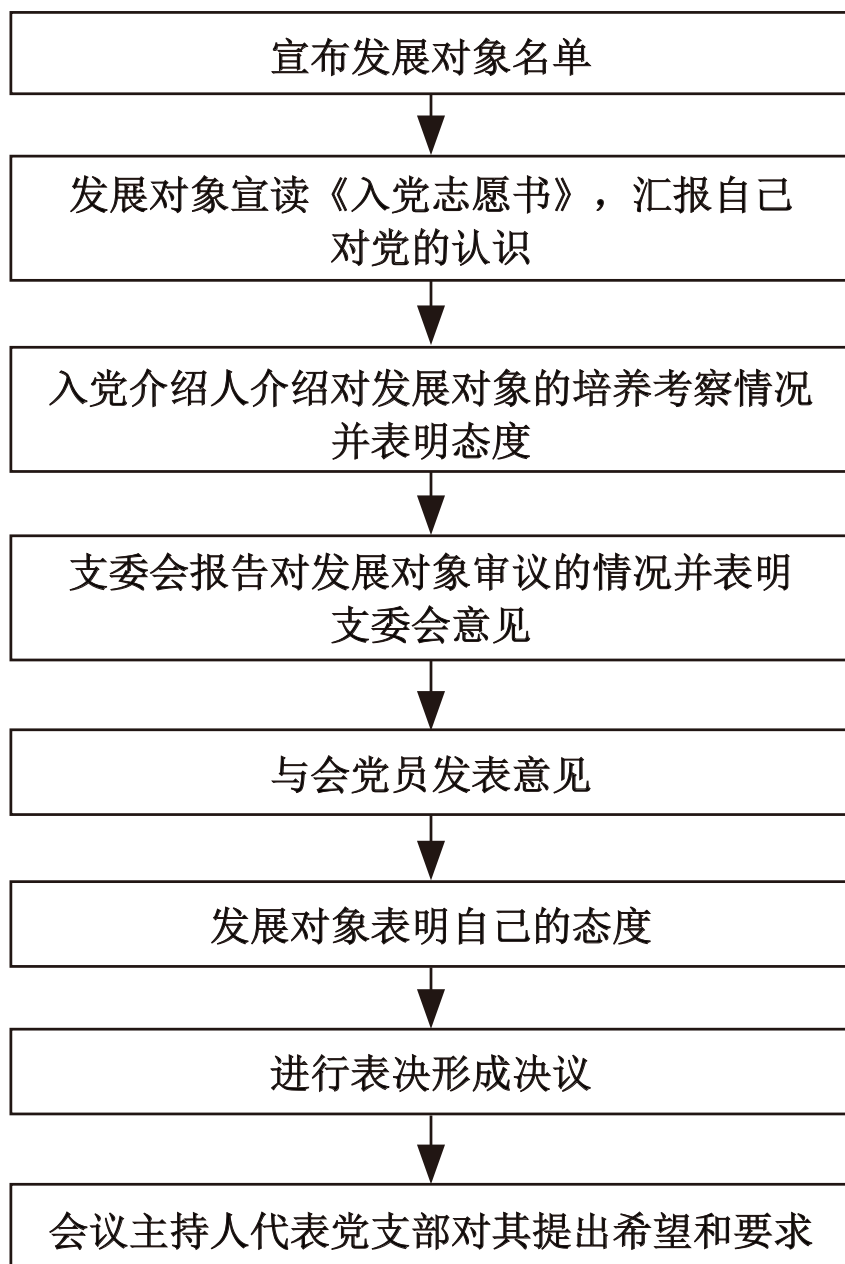 宣布发展对象名单
发展对象宣读《入党志愿书》，汇报自己
对党的认识
入党介绍人介绍对发展对象的培养考察情况
并表明态度
支委会报告对发展对象审议的情况并表明
支委会意见
与会党员发表意见
发展对象表明自己的态度
进行表决形成决议
会议主持人代表党支部对其提出希望和要求